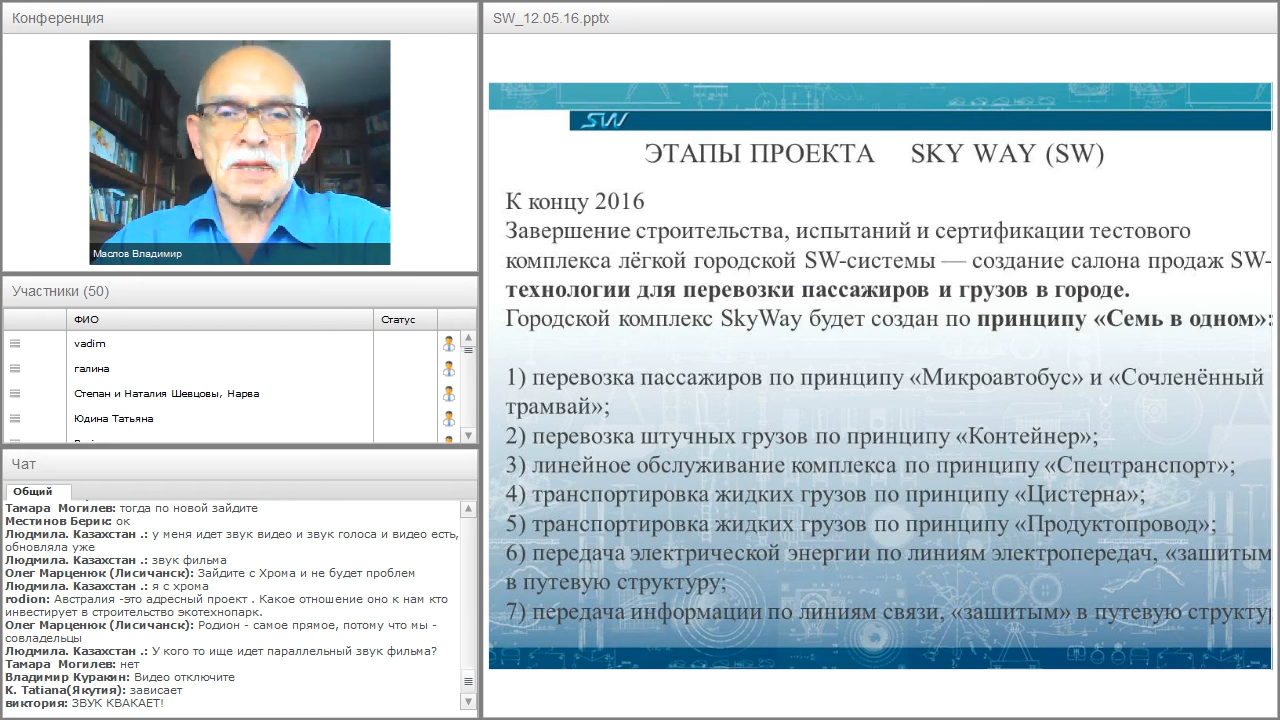 Конференция
Маслов Владимир
Участники (50)
ФИО
Статус
vadim
галина
Степан и Наталия Шевцовы, Нарва
Юдина Татьяна
Чат
Общий
Тамара Могилев: тогда по новой зайдите
Местинов Берик: ок
Людмила. Казахстан .: у меня идет звук видео и звук голоса и видео есть,
обновляла уже
Людмила. Казахстан .: звук фильма
Олег Марценюк (Лисичанск): Зайдите с Хрома и не будет проблем
Людмила. Казахстан .: я с хрома
rodion: Австралия -это адресный проект . Какое отношение оно к нам кто
инвестирует в строительство экотехнопарк.
Олег Марценюк (Лисичанск): Родион - самое прямое, потому что мы -
совладельцы
Людмила. Казахстан .: У кого то ище идет параллельный звук фильма?
Тамара Могилев: нет
Владимир Куракин: Видео отключите
K. Tatiana(Якутия): зависает
виктория: ЗВУК КВАКАЕТ!
SW_12.05.16.pptx
SW
ЭТАПЫ ПРОЕКТА SKY WAY (SW)
К концу 2016
Завершение строительства, испытаний и сертификации тестового
комплекса лёгкой городской SW-системы — создание салона продаж SW-
технологии для перевозки пассажиров и грузов в городе.
Городской комплекс SkyWay будет создан по принципу «Семь в одном»:
1) перевозка пассажиров по принципу «Микроавтобус» и «Сочленённый
трамвай»;
2) перевозка штучных грузов по принципу «Контейнер»;
3) линейное обслуживание комплекса по принципу «Спецтранспорт»;
4) транспортировка жидких грузов по принципу «Цистерна»;
5) транспортировка жидких грузов по принципу «Продуктопровод»;
6) передача электрической энергии по линиям электропередач, «зашитым
в путевую структуру;
7) передача информации по линиям связи, «зашитым» в путевую структур